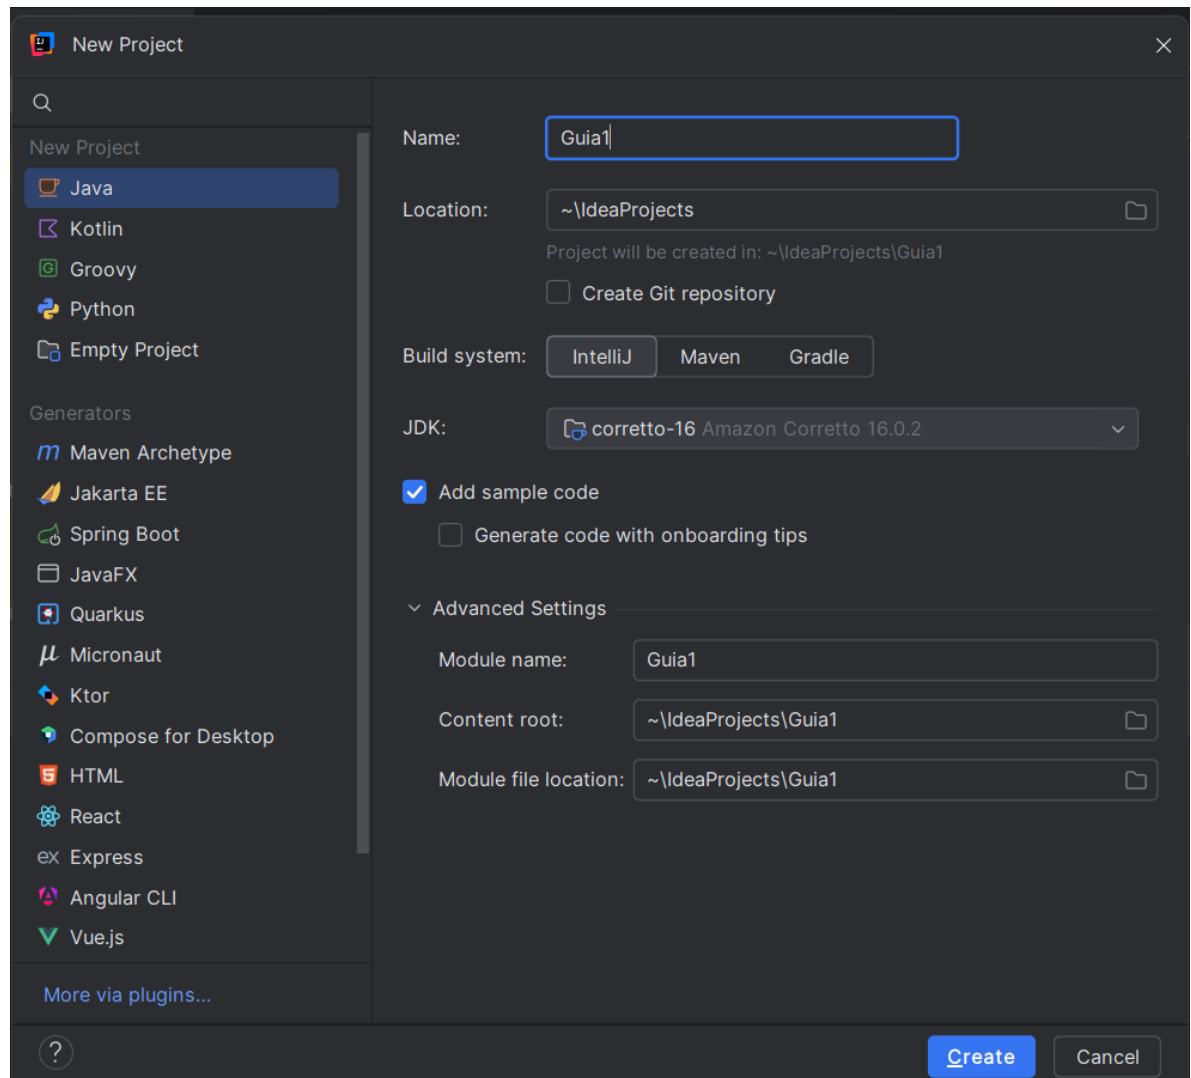 New Project
New Project
Java
Kotlin
Groovy
Python
Empty Project
Generators
Maven Archetype
Jakarta EE
Spring Boot
JavaFX
Quarkus
Micronaut
Ktor
Compose for Desktop
HTML
React
Express
Angular CLI
Vue.js
More via plugins...
Name: Guia1
Location: ~\IdeaProjects
Project will be created in: ~\IdeaProjects\Guia1
Create Git repository
Build system: IntelliJ Maven Gradle
JDK: corretto-16 Amazon Corretto 16.0.2
Add sample code
Generate code with onboarding tips
Advanced Settings
Module name: Guia1
Content root: ~\IdeaProjects\Guia1
Module file location: ~\IdeaProjects\Guia1
? Create Cancel